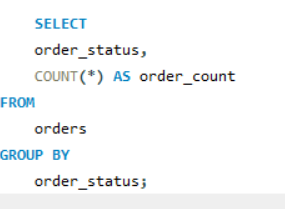 SELECT
order_status,
COUNT(*) AS order_count
FROM
orders
GROUP BY
order_status;